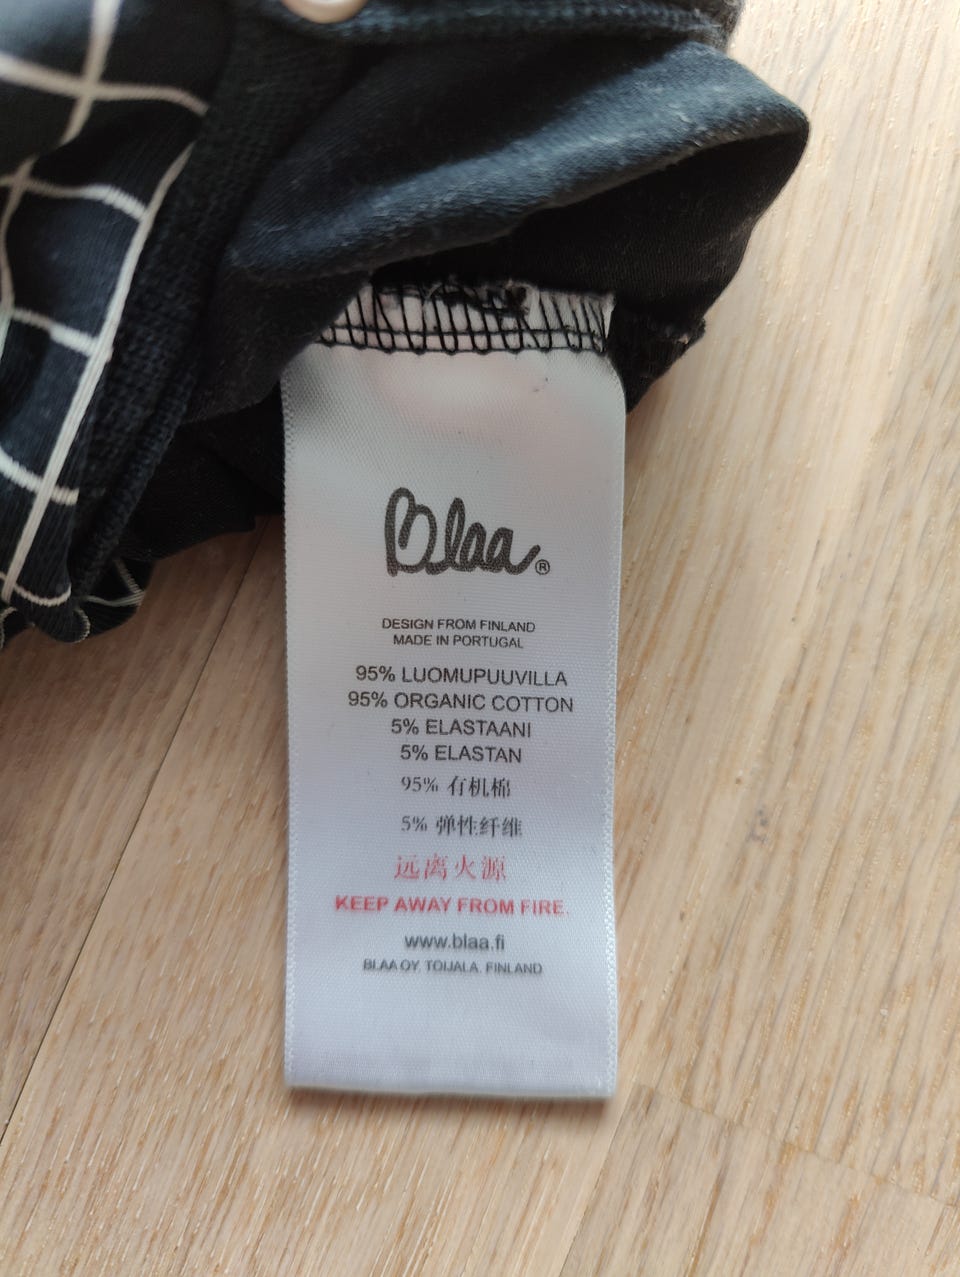 Blaa®
DESIGN FROM FINLAND
MADE IN PORTUGAL
95% LUOMUPUUVILLA
95% ORGANIC COTTON
5% ELASTAANI
5% ELASTAN
95% 有机棉
5% 弹性纤维
远离火源
KEEP AWAY FROM FIRE.
www.blaa.fi
BLAA OY, TOIJALA, FINLAND